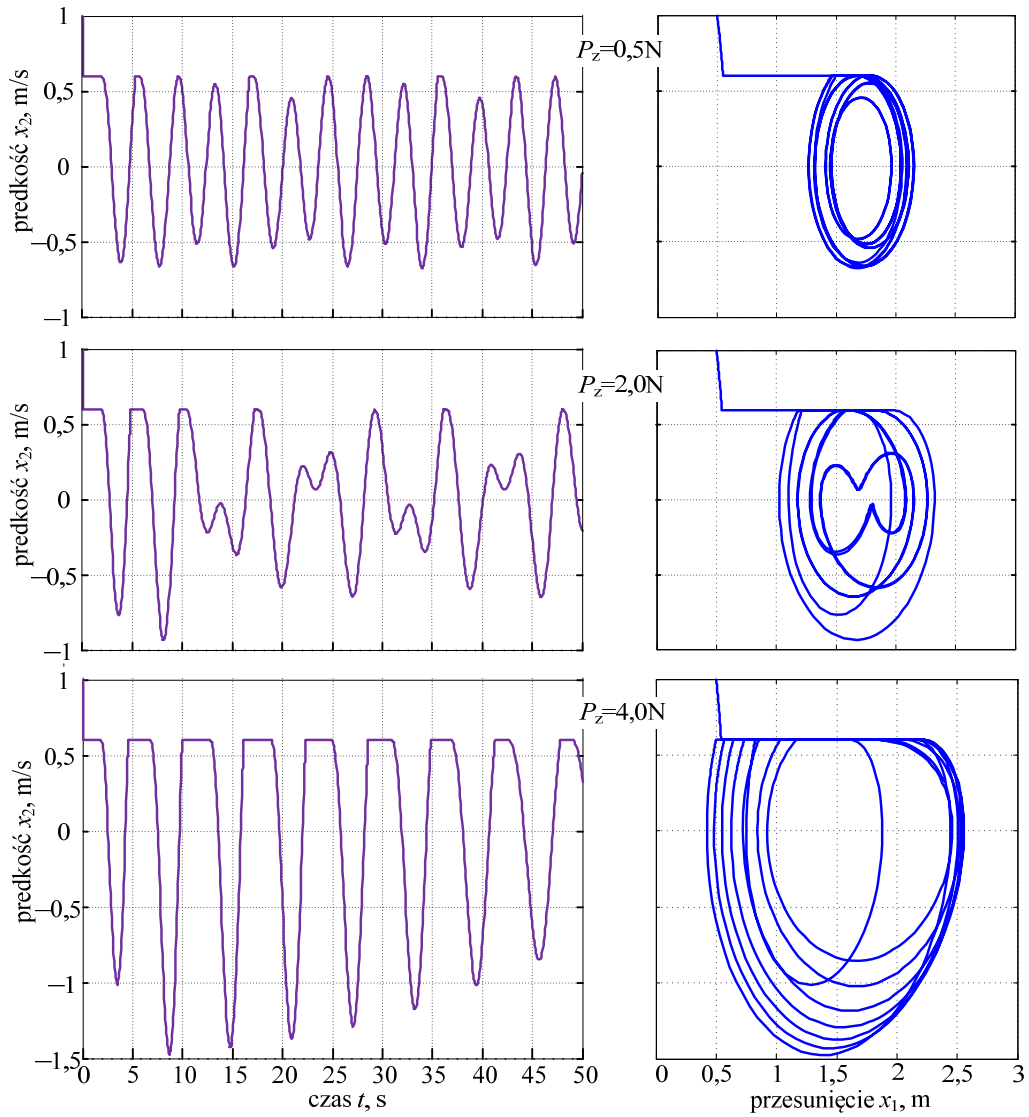 1
0,5
0
−0,5
−1
predkość x₂, m/s
P_z=0,5N
1
0,5
0
−0,5
−1
predkość x₂, m/s
P_z=2,0N
1
0,5
0
−0,5
−1
−1,5
predkość x₂, m/s
P_z=4,0N
0 5 10 15 20 25 30 35 40 45 50
czas t, s
0 0,5 1 1,5 2 2,5 3
przesunięcie x₁, m